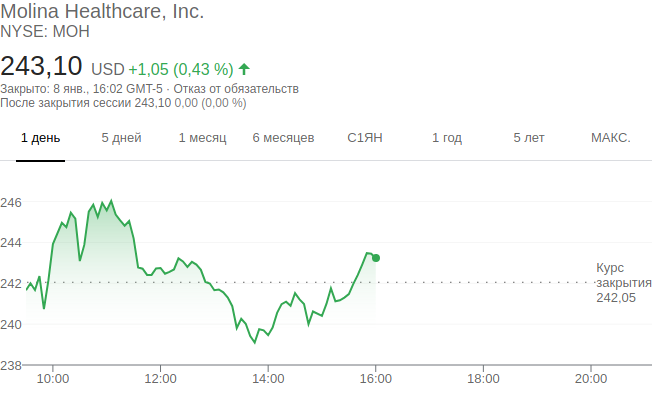 Molina Healthcare, Inc.
NYSE: MOH
243,10 USD +1,05 (0,43 %)
Закрыто: 8 янв., 16:02 GMT-5 · Отказ от обязательств
После закрытия сессии 243,10 0,00 (0,00 %)
1 день 5 дней 1 месяц 6 месяцев С1ЯН 1 год 5 лет МАКС.
246
244
242
240
238
Курс
закрытия
242,05
10:00 12:00 14:00 16:00 18:00 20:00